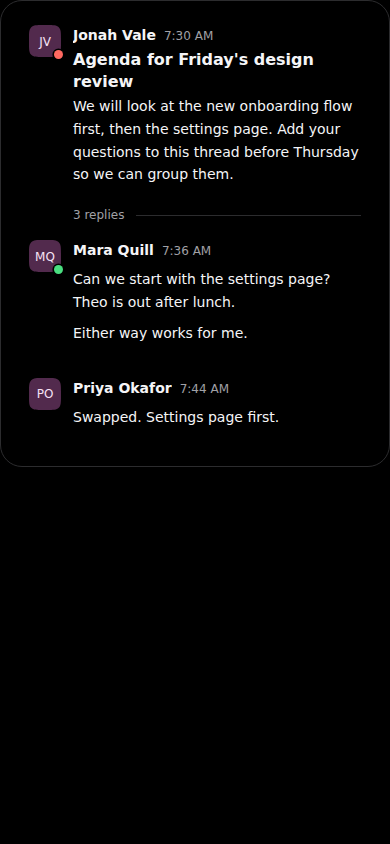 JV
Jonah Vale 7:30 AM
Agenda for Friday's design
review
We will look at the new onboarding flow
first, then the settings page. Add your
questions to this thread before Thursday
so we can group them.
3 replies
MQ
Mara Quill 7:36 AM
Can we start with the settings page?
Theo is out after lunch.
Either way works for me.
PO
Priya Okafor 7:44 AM
Swapped. Settings page first.